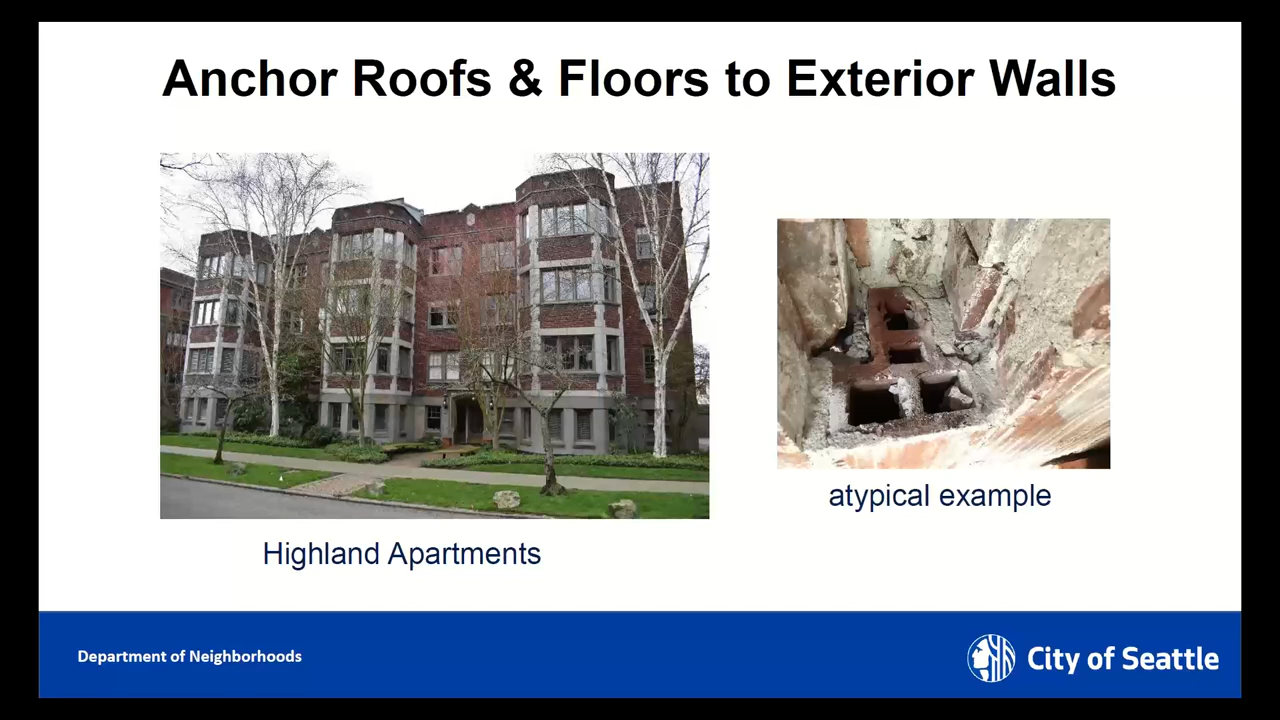 Anchor Roofs & Floors to Exterior Walls
atypical example
Highland Apartments
Department of Neighborhoods
City of Seattle